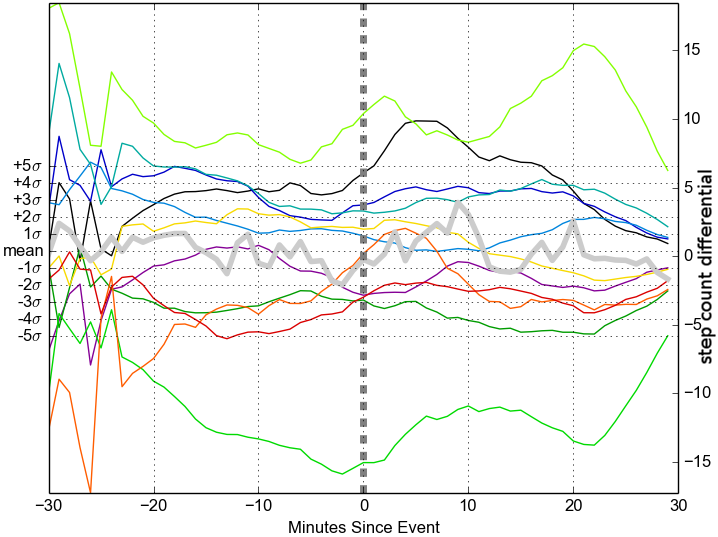 +5σ
+4σ
+3σ
+2σ
1σ
mean
-1σ
-2σ
-3σ
-4σ
-5σ
15
10
5
0
−5
−10
−15
step count differential
−30
−20
−10
0
10
20
30
Minutes Since Event